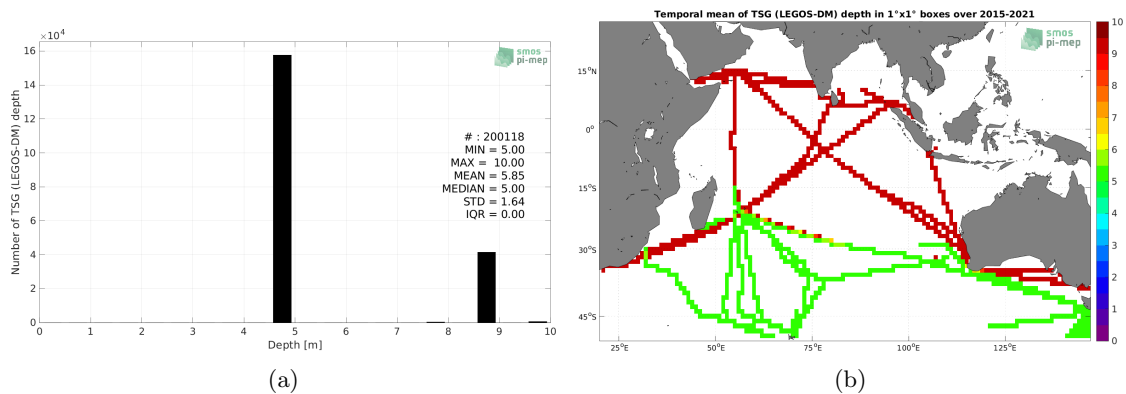 ×10⁴
16
14
12
10
8
6
4
2
0
Number of TSG (LEGOS-DM) depth
0 1 2 3 4 5 6 7 8 9 10
Depth [m]
smos
pi-mep
# : 200118
MIN = 5.00
MAX = 10.00
MEAN = 5.85
MEDIAN = 5.00
STD = 1.64
IQR = 0.00
(a)
Temporal mean of TSG (LEGOS-DM) depth in 1°x1° boxes over 2015-2021
smos
pi-mep
15°N
0°
15°S
30°S
45°S
25°E 50°E 75°E 100°E 125°E
10
9
8
7
6
5
4
3
2
1
0
(b)